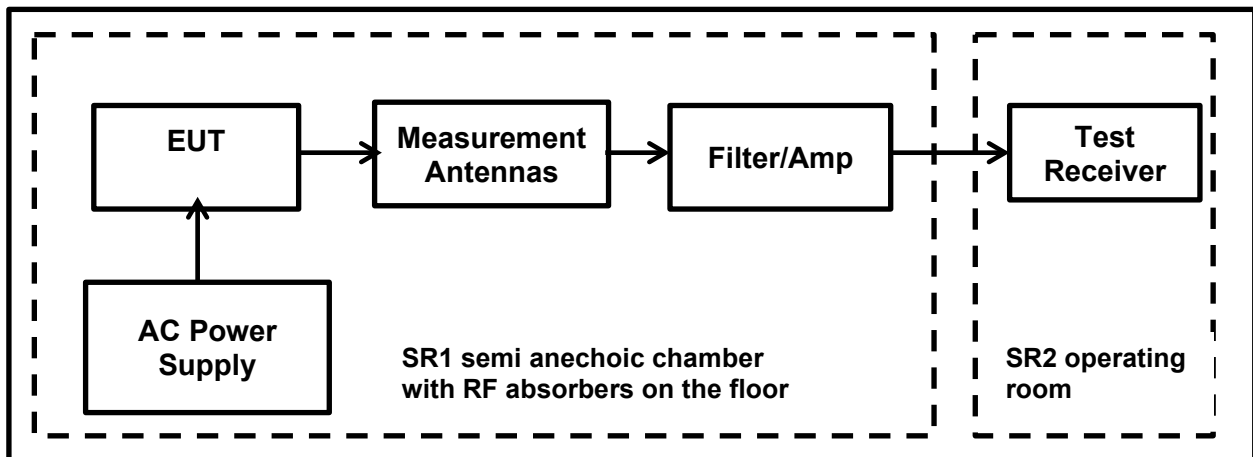 EUT
Measurement
Antennas
Filter/Amp
Test
Receiver
AC Power
Supply
SR1 semi anechoic chamber
with RF absorbers on the floor
SR2 operating
room